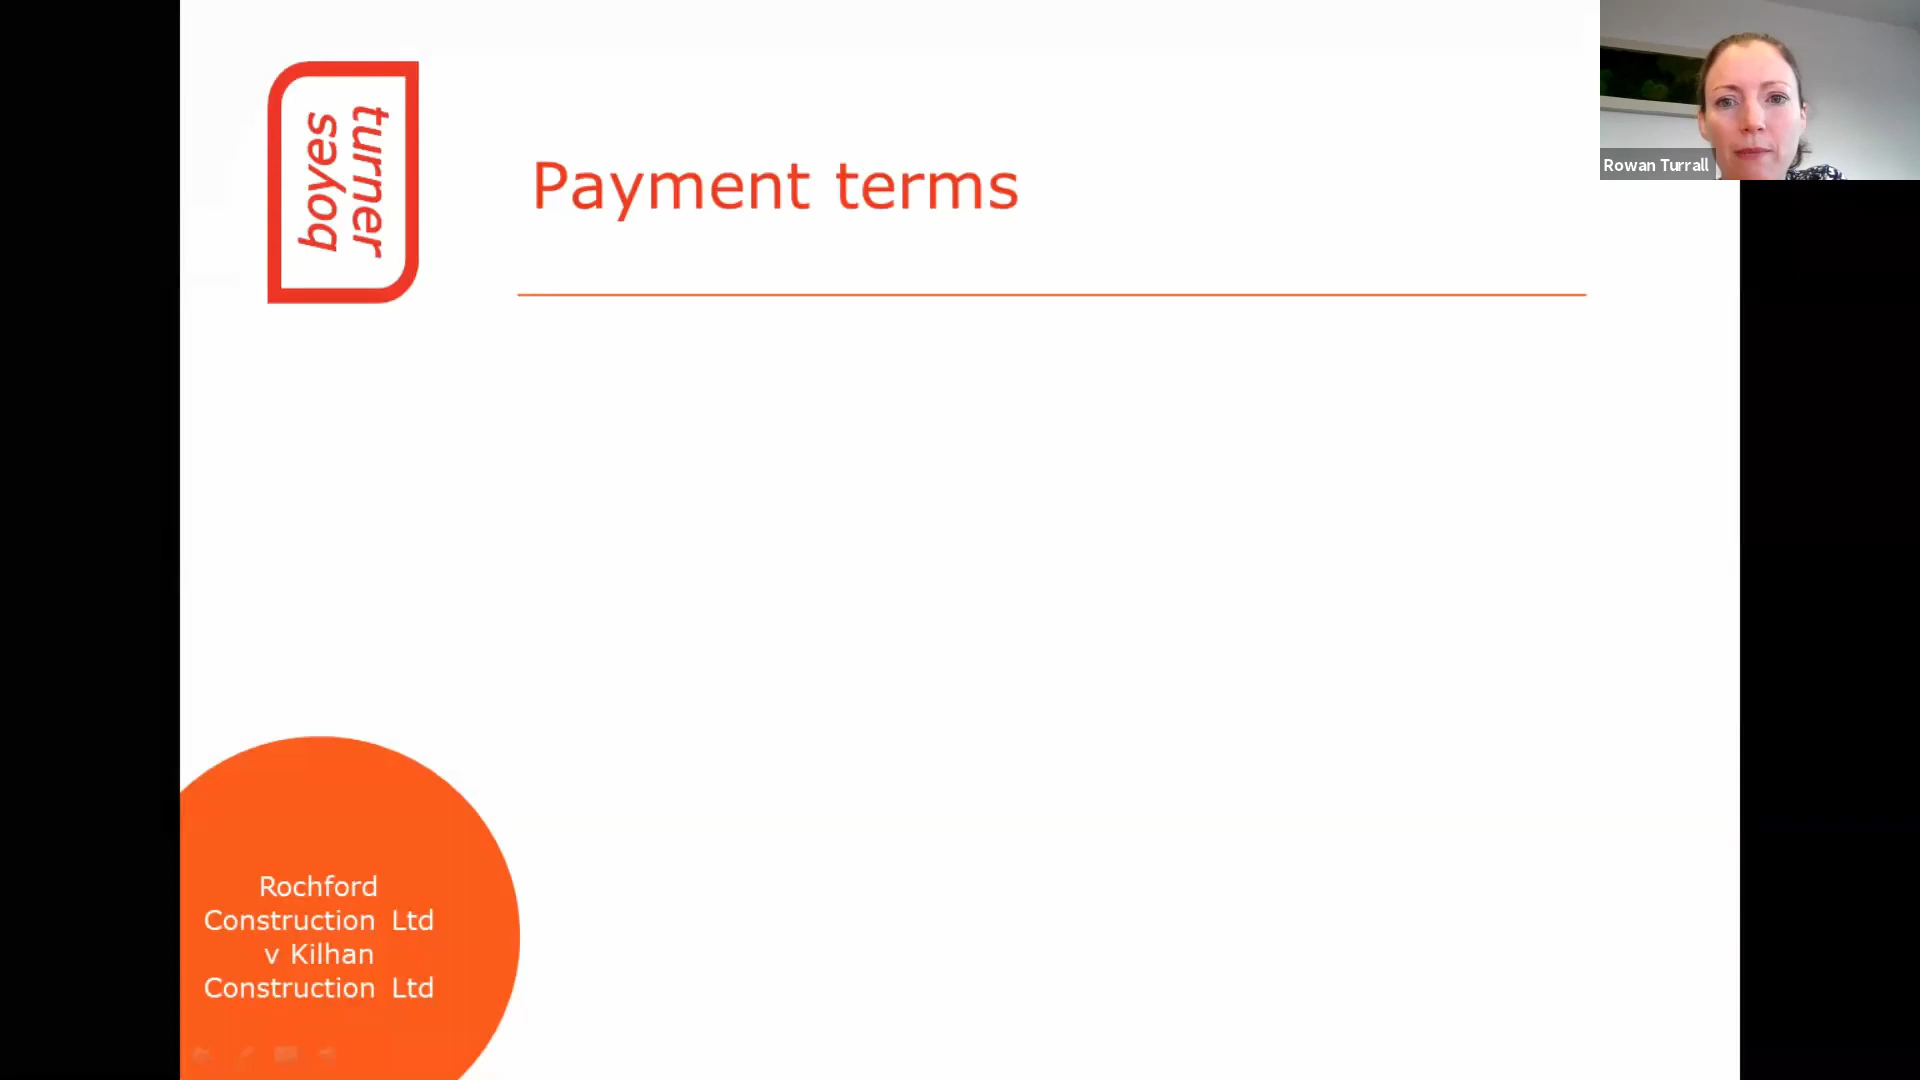 turner
boyes
Payment terms
Rowan Turrall
Rochford
Construction Ltd
v Kilhan
Construction Ltd